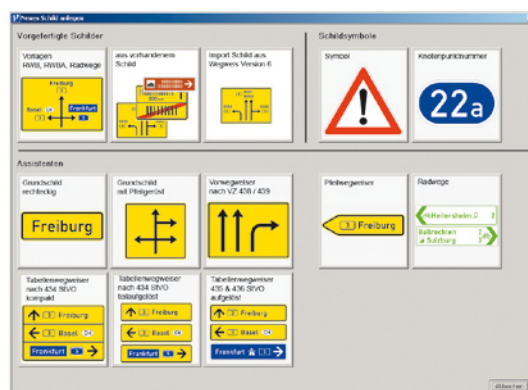 Neues Schild anlegen
Vorgefertigte Schilder
Schildsymbole
Vorlagen
RWB, RWBA, Radwege
Freiburg
Basel
Frankfurt
aus vorhandenem
Schild
Import Schild aus
Wegweis Version 6
Symbol
Knotenpunktnummer
22a
Assistenten
Grundschild
rechteckig
Freiburg
Grundschild
mit Pfeilgerüst
Vorwegweiser
nach VZ 438 / 439
Pfeilwegweiser
3 Freiburg
Radwege
Heitersheim
Ballrechten
Sulzburg
Tabellenwegweiser
nach 434 StVO
kompakt
Freiburg
Basel
Frankfurt
Tabellenwegweiser
nach 434 StVO
teilaufgelöst
Freiburg
Basel
Frankfurt
Tabellenwegweiser
435 & 436 StVO
aufgelöst
Freiburg
Basel
Frankfurt
Abbrechen